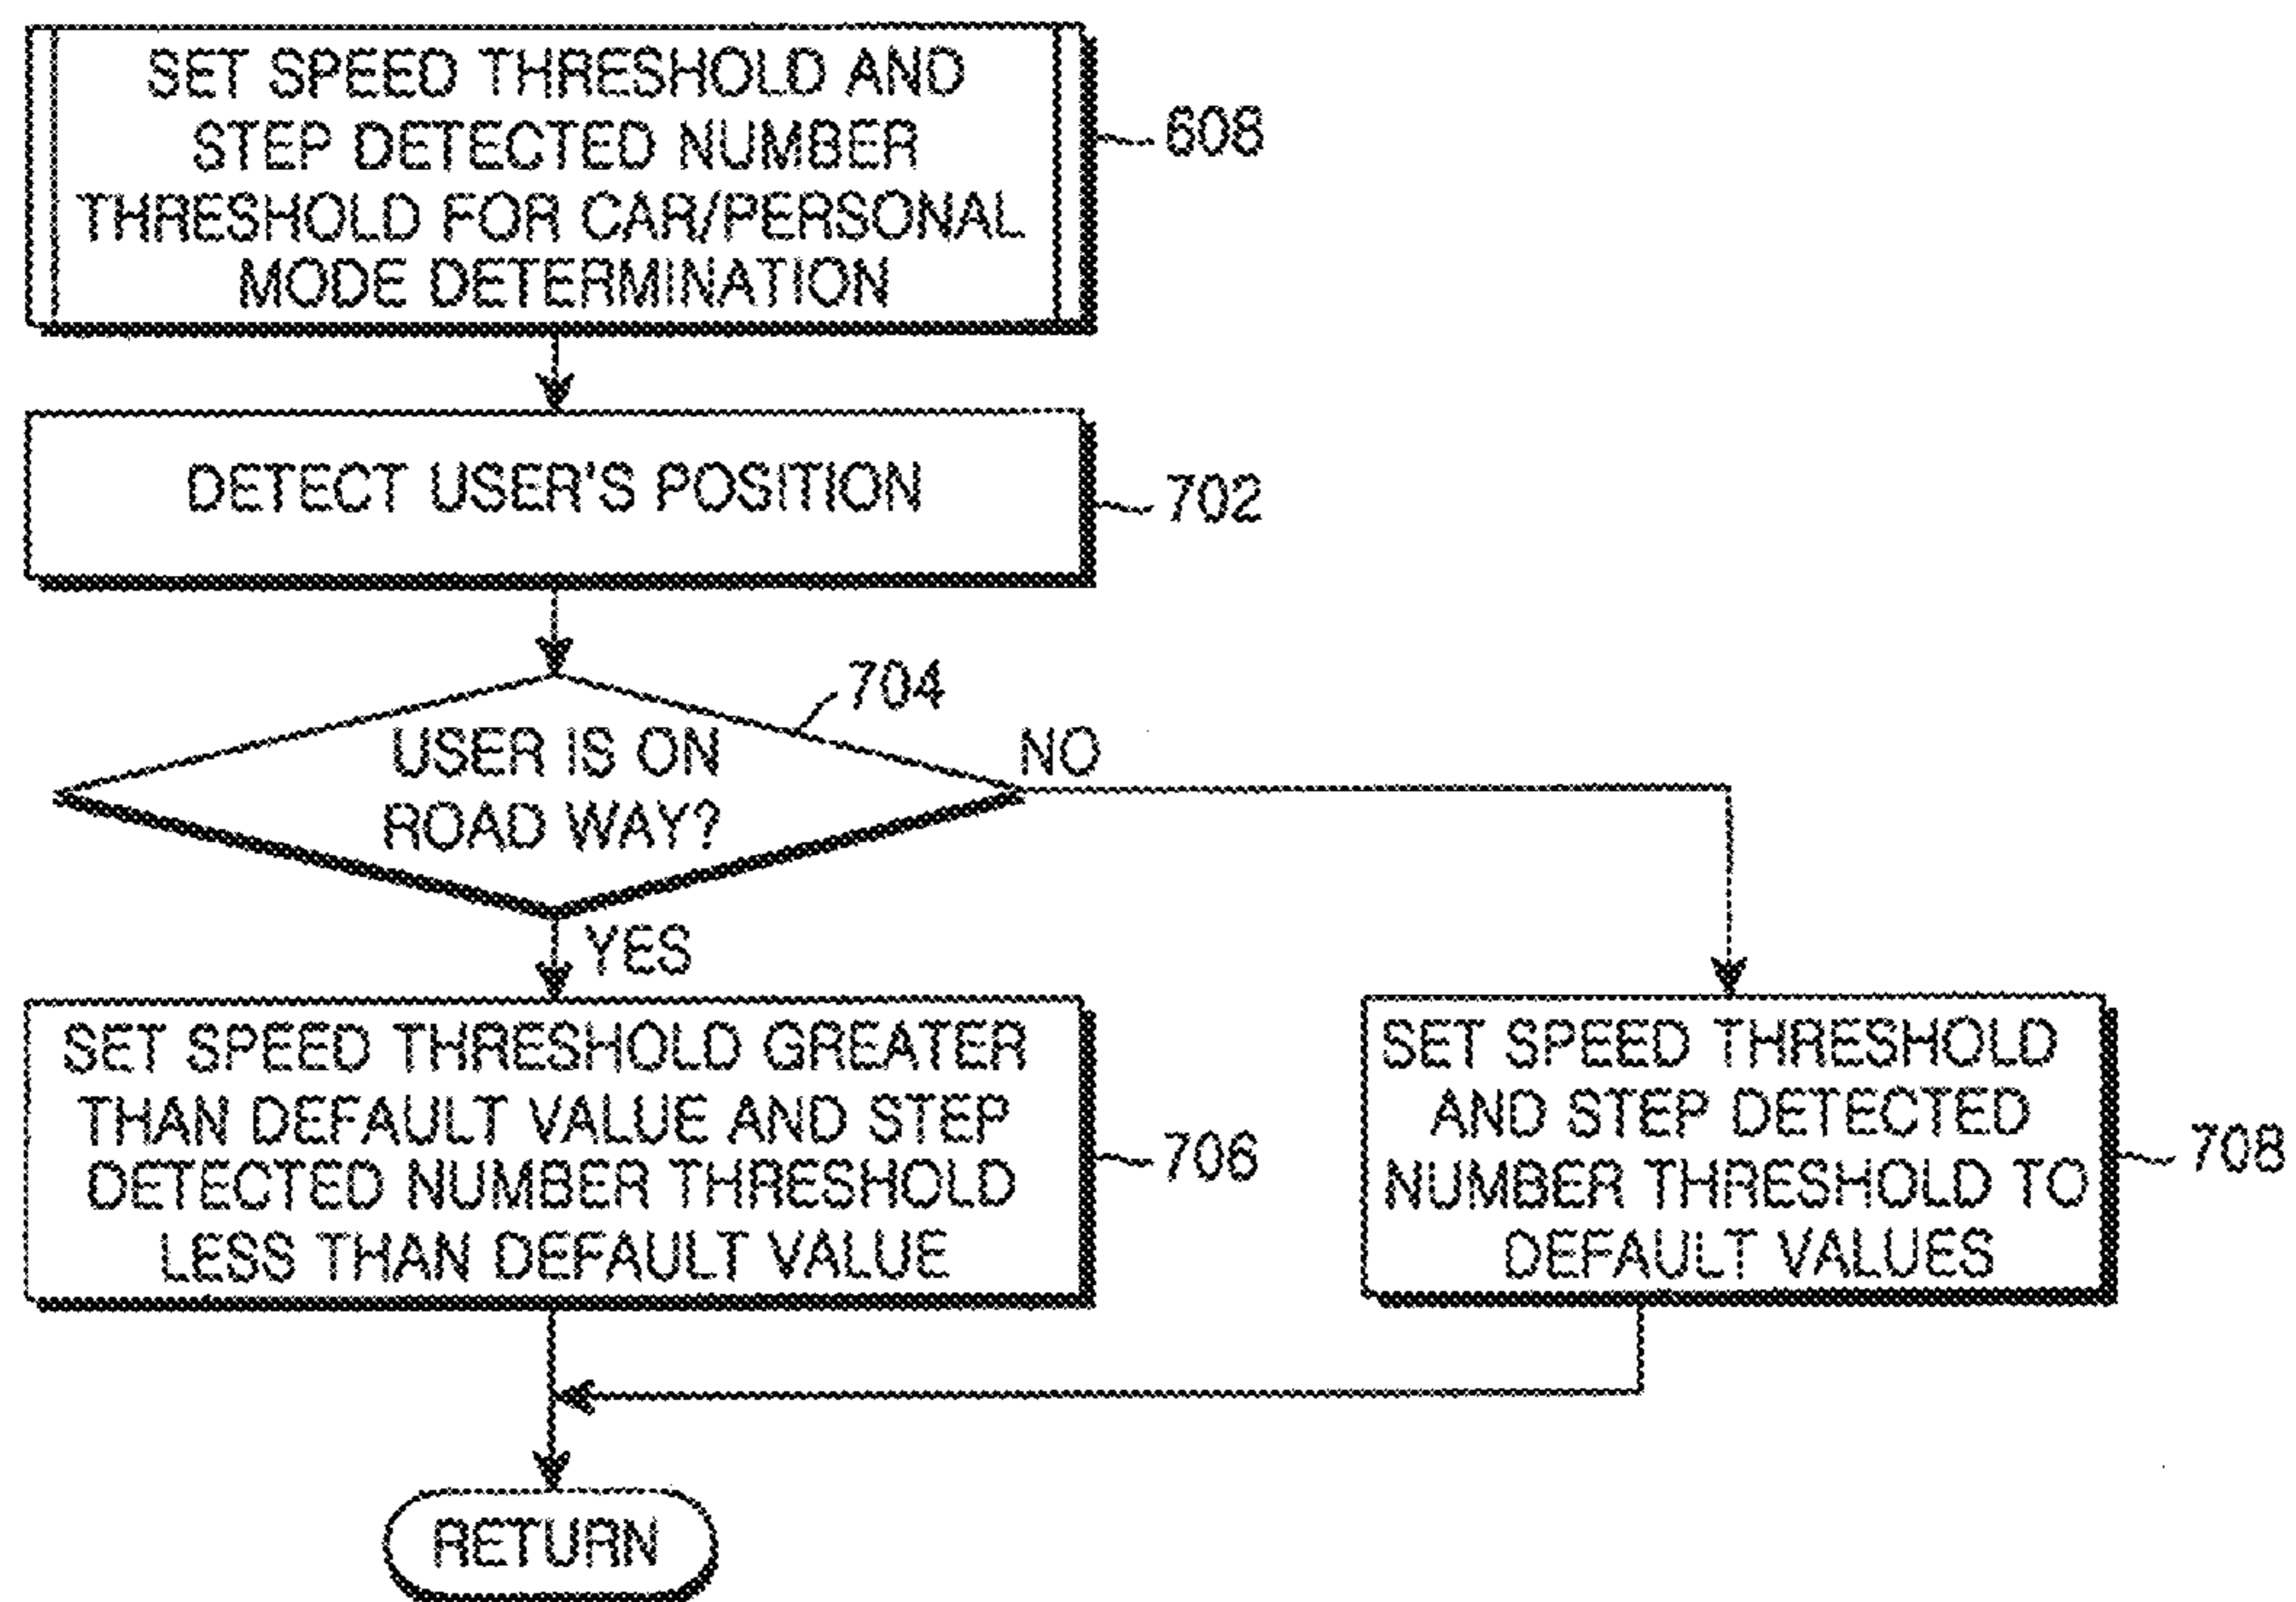 SET SPEED THRESHOLD AND
STEP DETECTED NUMBER
THRESHOLD FOR CAR/PERSONAL
MODE DETERMINATION
608
DETECT USER'S POSITION
702
704
USER IS ON
ROAD WAY?
NO
YES
SET SPEED THRESHOLD GREATER
THAN DEFAULT VALUE AND STEP
DETECTED NUMBER THRESHOLD
LESS THAN DEFAULT VALUE
706
SET SPEED THRESHOLD
AND STEP DETECTED
NUMBER THRESHOLD TO
DEFAULT VALUES
708
RETURN